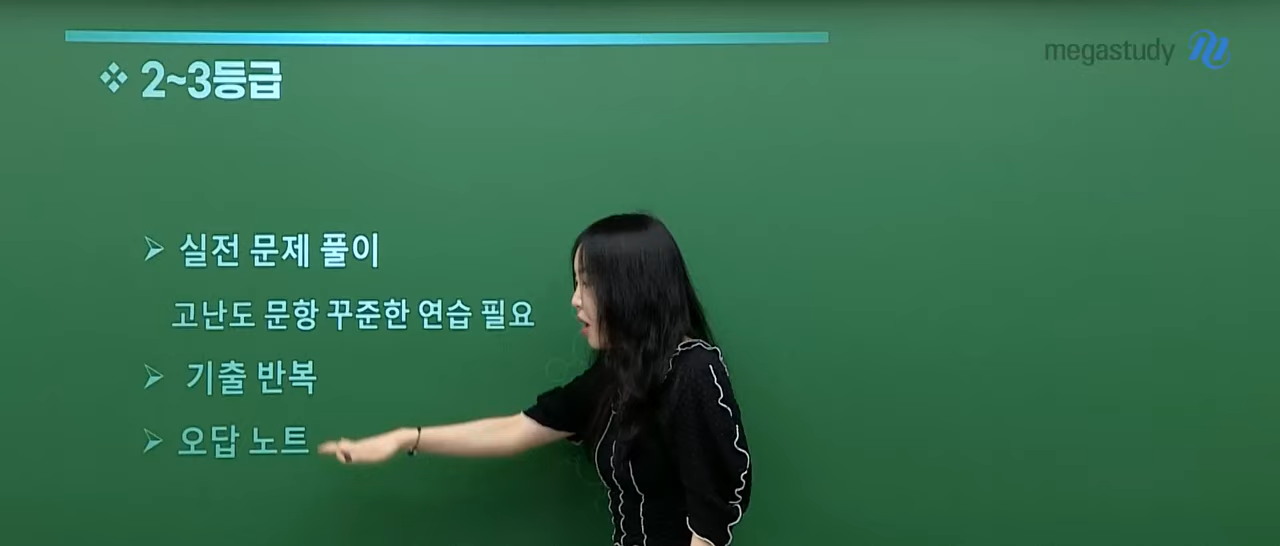 megastudy
2~3등급
실전 문제 풀이
고난도 문항 꾸준한 연습 필요
기출 반복
오답 노트